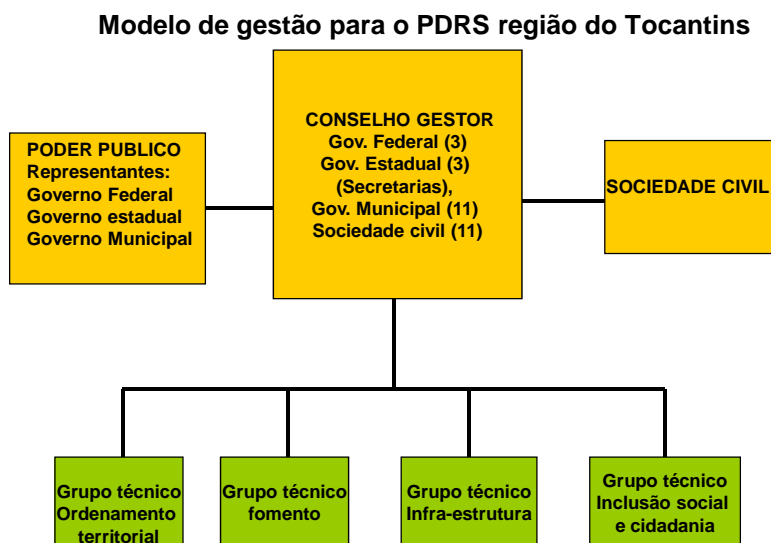 Modelo de gestão para o PDRS região do Tocantins
CONSELHO GESTOR
Gov. Federal (3)
Gov. Estadual (3)
(Secretarias),
Gov. Municipal (11)
Sociedade civil (11)
PODER PUBLICO
Representantes:
Governo Federal
Governo estadual
Governo Municipal
SOCIEDADE CIVIL
Grupo técnico
Ordenamento
territorial
Grupo técnico
fomento
Grupo técnico
Infra-estrutura
Grupo técnico
Inclusão social
e cidadania